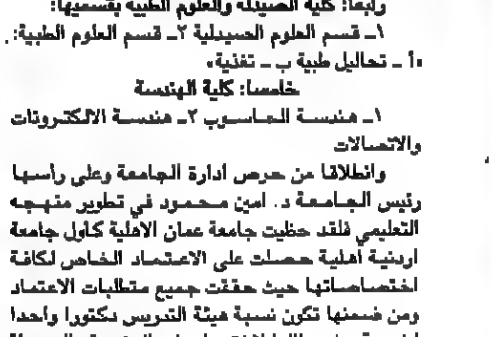 رابعا: كلية الصيدلة والعلوم الطبية بقسميها:
١ـ قسم العلوم الصيدلية ٢ـ قسم العلوم الطبية:
«أ ـ تحاليل طبية ب ـ تغذية»
خامسا: كلية الهندسة
١ـ هندسة الحاسوب ٢ـ هندسة الالكترونات
والاتصالات
وانطلاقا من حرص ادارة الجامعة وعلى رأسها
رئيس الجامعة د. امين محمود في تطوير منهجه
التعليمي فلقد حظيت جامعة عمان الاهلية كأول جامعة
اردنية أهلية حصلت على الاعتماد الخاص لكافة
اختصاصاتها حيث حققت جميع متطلبات الاعتماد
ومن ضمنها تكون نسبة هيئة التدريس دكتورا واحدا